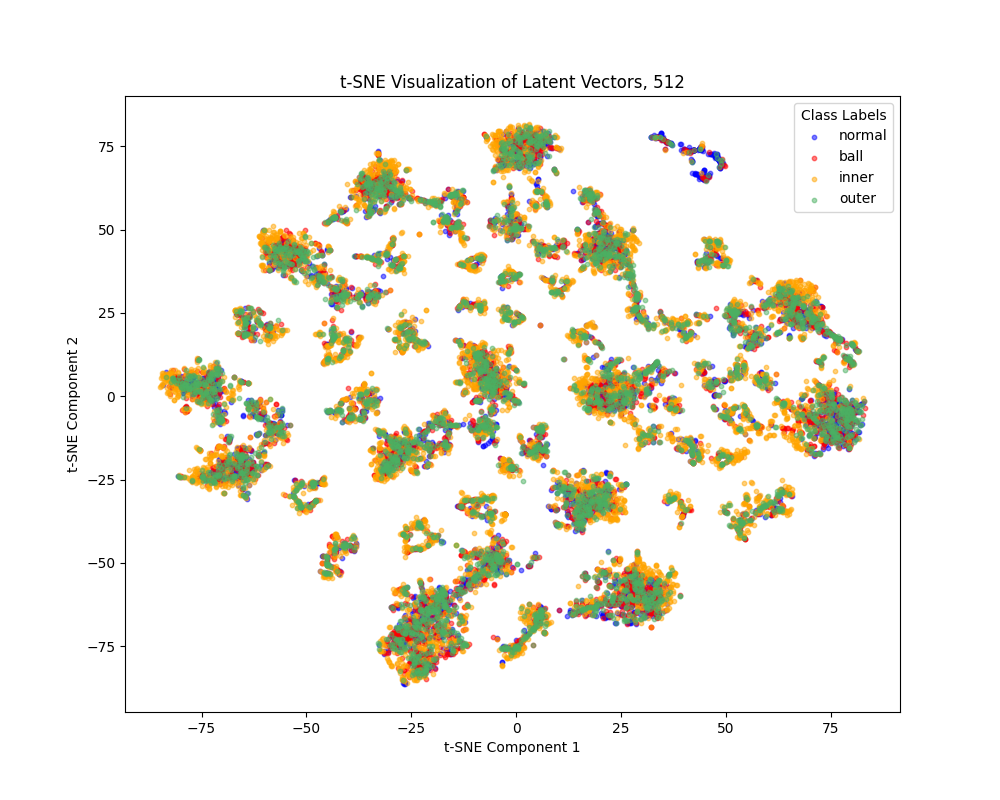 t-SNE Visualization of Latent Vectors, 512
Class Labels
normal
ball
inner
outer
75
50
25
0
−25
−50
−75
t-SNE Component 2
−75
−50
−25
0
25
50
75
t-SNE Component 1